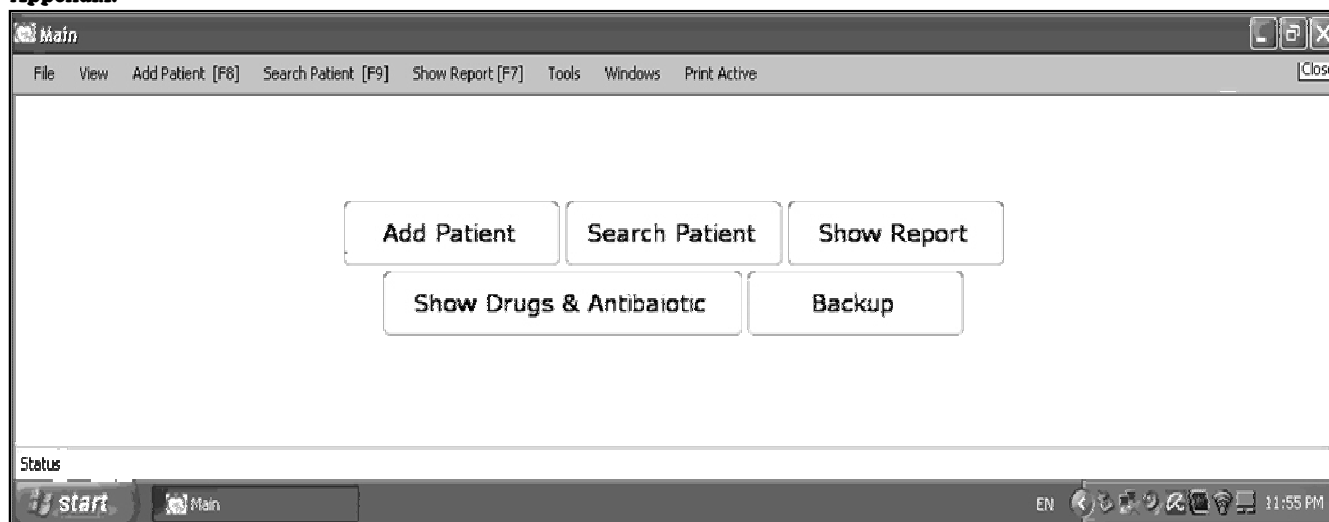 Appendix:
Main
File View Add Patient [F8] Search Patient [F9] Show Report [F7] Tools Windows Print Active
Add Patient Search Patient Show Report
Show Drugs & Antibaiotic Backup
Status
start Main EN 11:55 PM